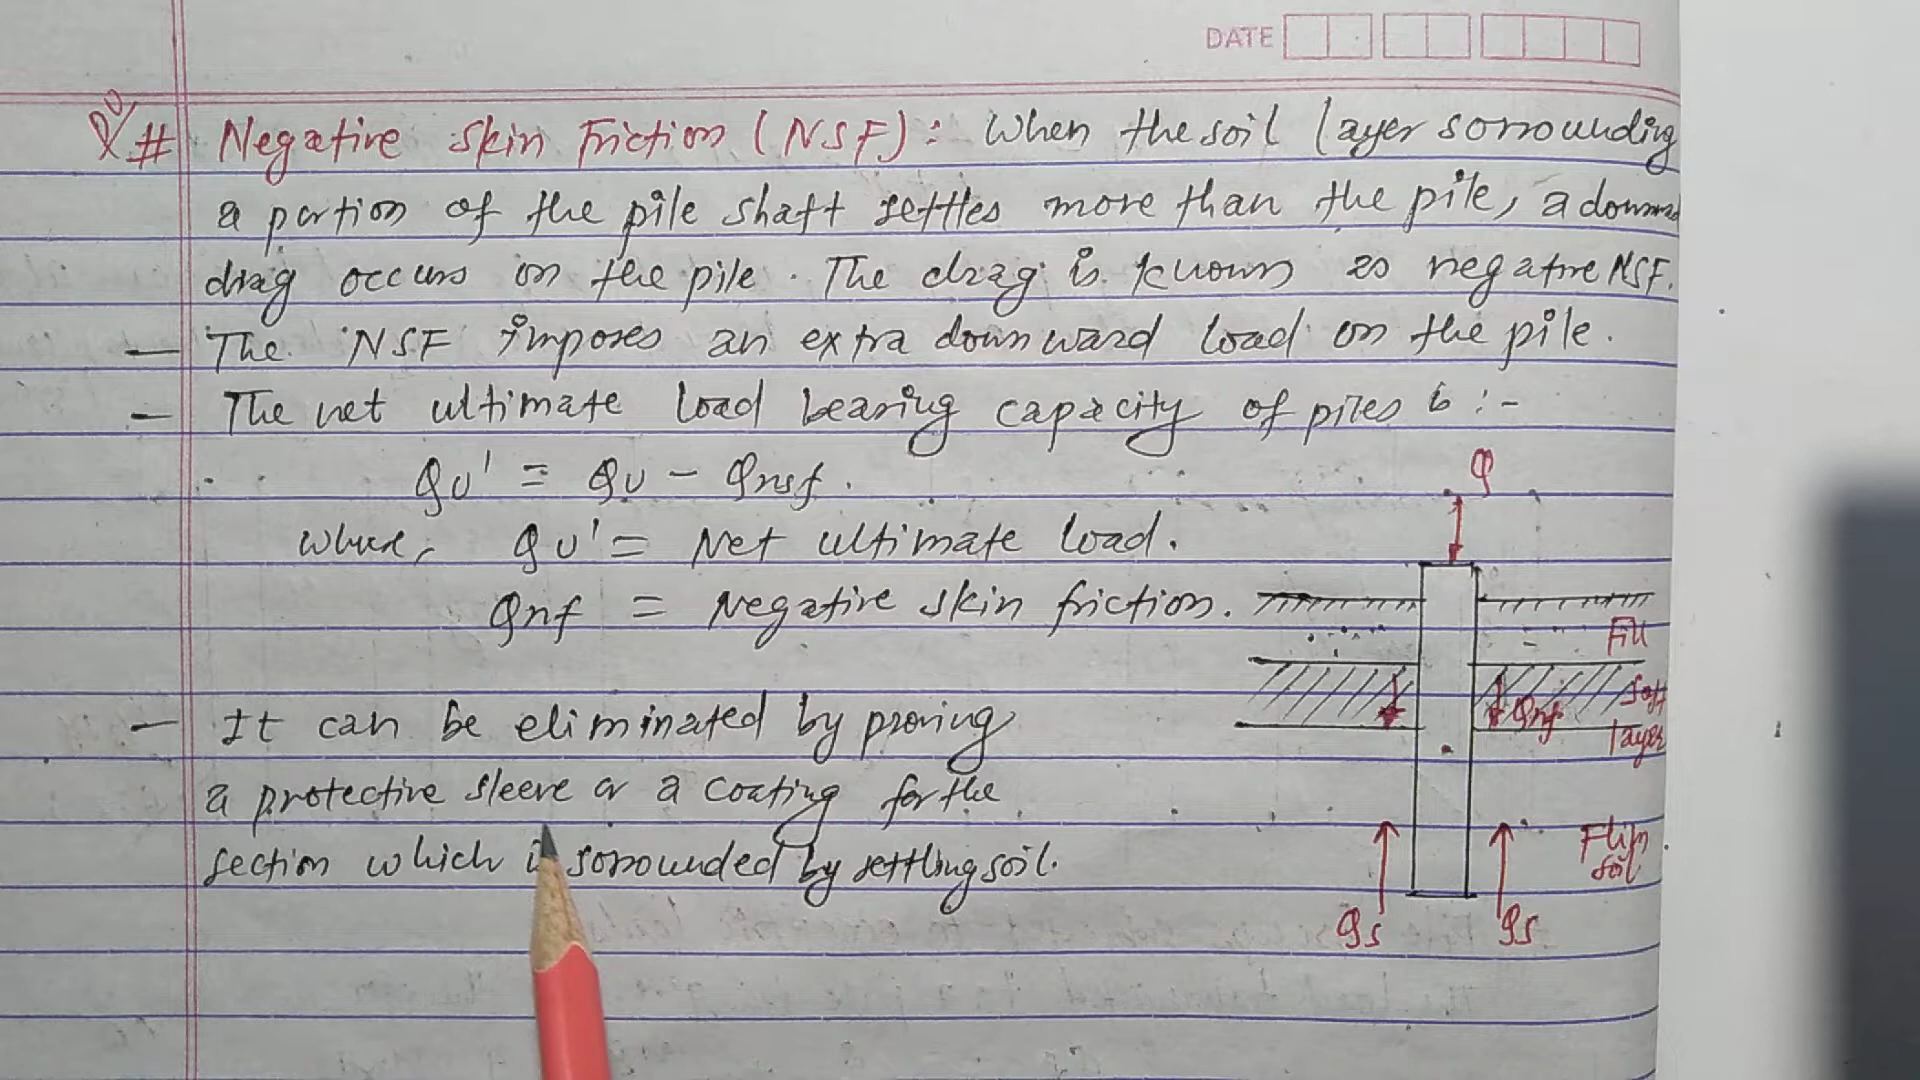 DATE
# Negative skin friction (NSF) : When the soil layer sorrounding
a portion of the pile shaft settles more than the pile, a downward
drag occurs on the pile. The drag is known as negative NSF.
— The NSF imposes an extra downward load on the pile.
— The net ultimate load bearing capacity of piles is :-
Qu' = Qu - Qnsf.
where, Qu' = Net ultimate load.
Qnf = Negative skin friction.
— It can be eliminated by proving
a protective sleeve or a coating for the
section which is sorrounded by settling soil.
Q
Fill
Soft
Qnf
layer
soil
Qs Qs